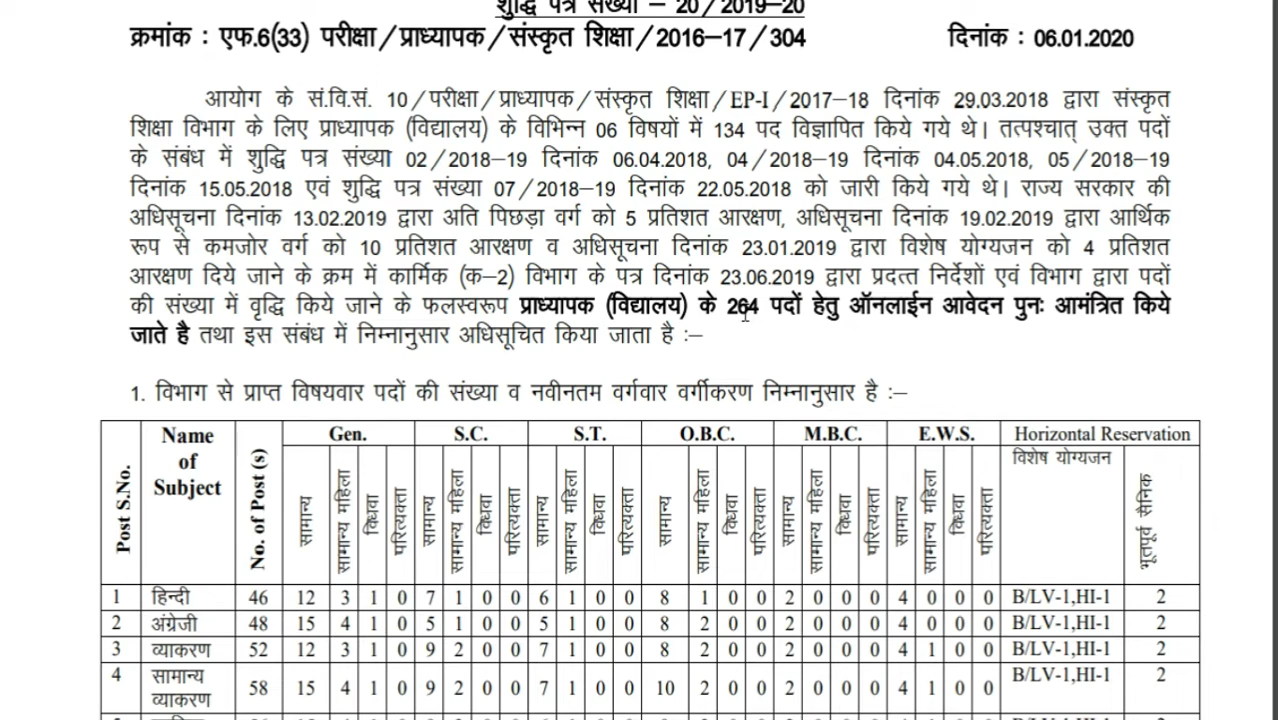 शुद्धि पत्र संख्या – 20/2019–20
क्रमांक : एफ.6(33) परीक्षा/प्राध्यापक/संस्कृत शिक्षा/2016–17/304 दिनांक : 06.01.2020
आयोग के सं.वि.सं. 10/परीक्षा/प्राध्यापक/संस्कृत शिक्षा/EP-I/2017–18 दिनांक 29.03.2018 द्वारा संस्कृत
शिक्षा विभाग के लिए प्राध्यापक (विद्यालय) के विभिन्न 06 विषयों में 134 पद विज्ञापित किये गये थे। तत्पश्चात् उक्त पदों
के संबंध में शुद्धि पत्र संख्या 02/2018–19 दिनांक 06.04.2018, 04/2018–19 दिनांक 04.05.2018, 05/2018–19
दिनांक 15.05.2018 एवं शुद्धि पत्र संख्या 07/2018–19 दिनांक 22.05.2018 को जारी किये गये थे। राज्य सरकार की
अधिसूचना दिनांक 13.02.2019 द्वारा अति पिछड़ा वर्ग को 5 प्रतिशत आरक्षण, अधिसूचना दिनांक 19.02.2019 द्वारा आर्थिक
रूप से कमजोर वर्ग को 10 प्रतिशत आरक्षण व अधिसूचना दिनांक 23.01.2019 द्वारा विशेष योग्यजन को 4 प्रतिशत
आरक्षण दिये जाने के क्रम में कार्मिक (क–2) विभाग के पत्र दिनांक 23.06.2019 द्वारा प्रदत्त निर्देशों एवं विभाग द्वारा पदों
की संख्या में वृद्धि किये जाने के फलस्वरूप प्राध्यापक (विद्यालय) के 264 पदों हेतु ऑनलाईन आवेदन पुनः आमंत्रित किये
जाते है तथा इस संबंध में निम्नानुसार अधिसूचित किया जाता है :–
1. विभाग से प्राप्त विषयवार पदों की संख्या व नवीनतम वर्गवार वर्गीकरण निम्नानुसार है :–
Post S.No. Name of Subject No. of Post (s) Gen. S.C. S.T. O.B.C. M.B.C. E.W.S. Horizontal Reservation
सामान्य सामान्य महिला विधवा परित्यक्ता सामान्य सामान्य महिला विधवा परित्यक्ता सामान्य सामान्य महिला विधवा परित्यक्ता सामान्य सामान्य महिला विधवा परित्यक्ता सामान्य सामान्य महिला विधवा परित्यक्ता सामान्य सामान्य महिला विधवा परित्यक्ता विशेष योग्यजन भूतपूर्व सैनिक
1 हिन्दी 46 12 3 1 0 7 1 0 0 6 1 0 0 8 1 0 0 2 0 0 0 4 0 0 0 B/LV-1,HI-1 2
2 अंग्रेजी 48 15 4 1 0 5 1 0 0 5 1 0 0 8 2 0 0 2 0 0 0 4 0 0 0 B/LV-1,HI-1 2
3 व्याकरण 52 12 3 1 0 9 2 0 0 7 1 0 0 8 2 0 0 2 0 0 0 4 1 0 0 B/LV-1,HI-1 2
4 सामान्य व्याकरण 58 15 4 1 0 9 2 0 0 7 1 0 0 10 2 0 0 2 0 0 0 4 1 0 0 B/LV-1,HI-1 2